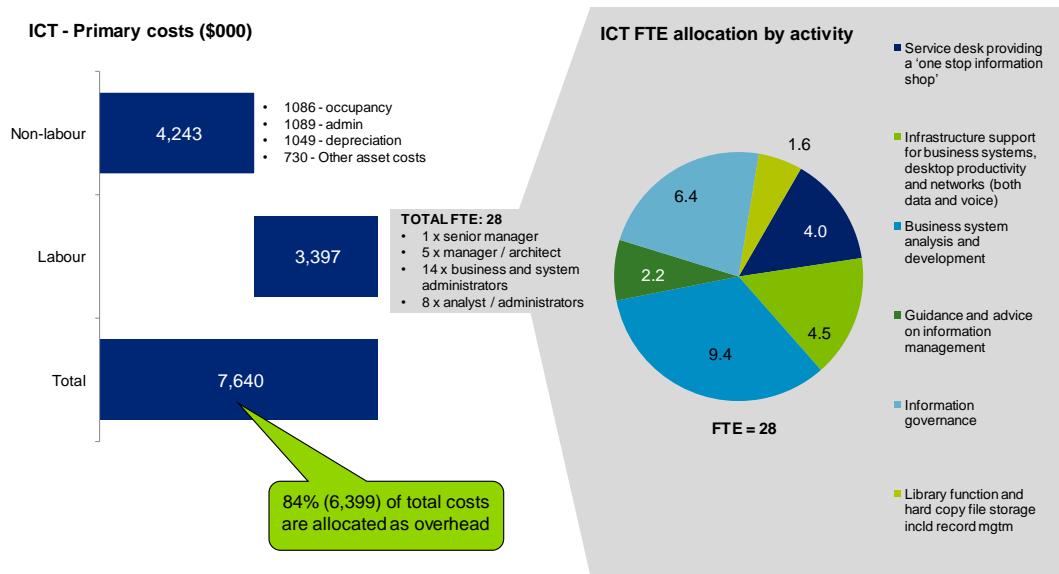 ICT - Primary costs ($000)
Non-labour
4,243
• 1086 - occupancy
• 1089 - admin
• 1049 - depreciation
• 730 - Other asset costs
Labour
3,397
TOTAL FTE: 28
• 1 x senior manager
• 5 x manager / architect
• 14 x business and system
administrators
• 8 x analyst / administrators
Total
7,640
84% (6,399) of total costs
are allocated as overhead
ICT FTE allocation by activity
1.6
6.4
4.0
2.2
4.5
9.4
FTE = 28
Service desk providing
a ‘one stop information
shop’
Infrastructure support
for business systems,
desktop productivity
and networks (both
data and voice)
Business system
analysis and
development
Guidance and advice
on information
management
Information
governance
Library function and
hard copy file storage
incld record mgtm